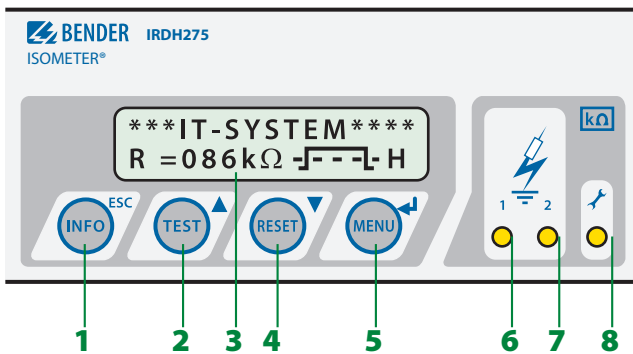 BENDER IRDH275
ISOMETER®
kΩ
***IT-SYSTEM****
R =086kΩ H
ESC
INFO
TEST
RESET
MENU
1 2
1 2 3 4 5 6 7 8